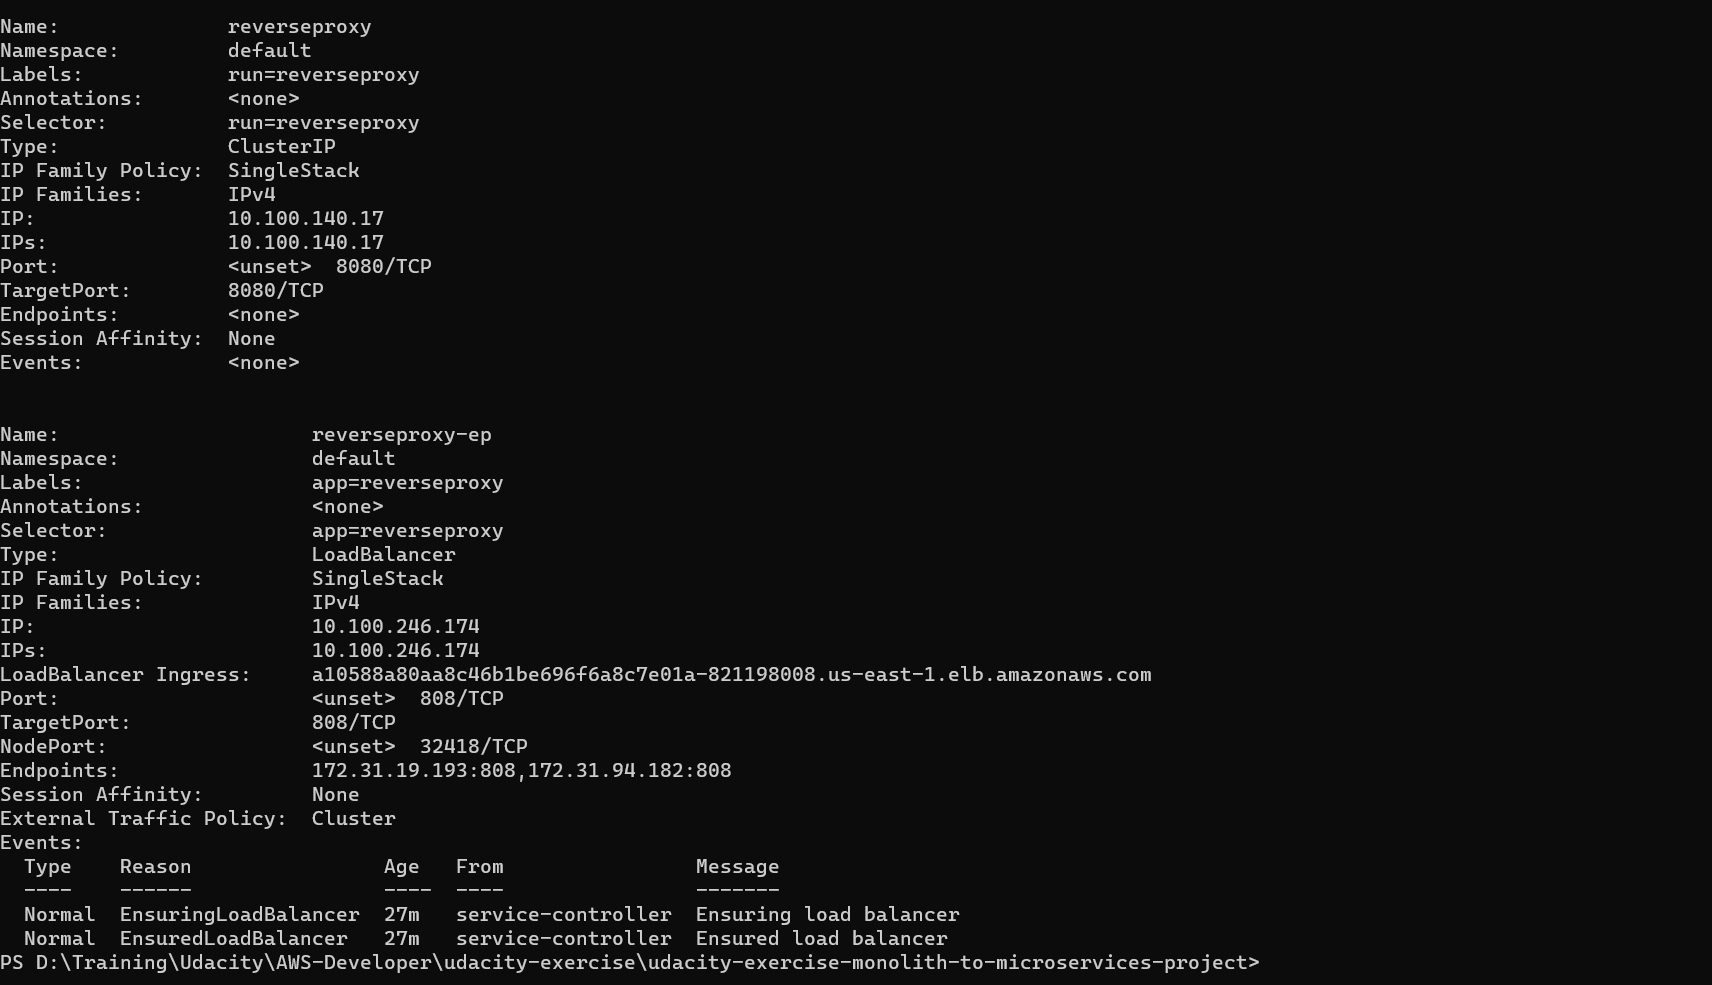 Name:              reverseproxy
Namespace:         default
Labels:            run=reverseproxy
Annotations:       <none>
Selector:          run=reverseproxy
Type:              ClusterIP
IP Family Policy:  SingleStack
IP Families:       IPv4
IP:                10.100.140.17
IPs:               10.100.140.17
Port:              <unset>  8080/TCP
TargetPort:        8080/TCP
Endpoints:         <none>
Session Affinity:  None
Events:            <none>
Name:                     reverseproxy-ep
Namespace:                default
Labels:                   app=reverseproxy
Annotations:              <none>
Selector:                 app=reverseproxy
Type:                     LoadBalancer
IP Family Policy:         SingleStack
IP Families:              IPv4
IP:                       10.100.246.174
IPs:                      10.100.246.174
LoadBalancer Ingress:     a10588a80aa8c46b1be696f6a8c7e01a-821198008.us-east-1.elb.amazonaws.com
Port:                     <unset>  808/TCP
TargetPort:               808/TCP
NodePort:                 <unset>  32418/TCP
Endpoints:                172.31.19.193:808,172.31.94.182:808
Session Affinity:         None
External Traffic Policy:  Cluster
Events:
  Type    Reason                Age   From                Message
  ----    ------                ----  ----                -------
  Normal  EnsuringLoadBalancer  27m   service-controller  Ensuring load balancer
  Normal  EnsuredLoadBalancer   27m   service-controller  Ensured load balancer
PS D:\Training\Udacity\AWS-Developer\udacity-exercise\udacity-exercise-monolith-to-microservices-project>